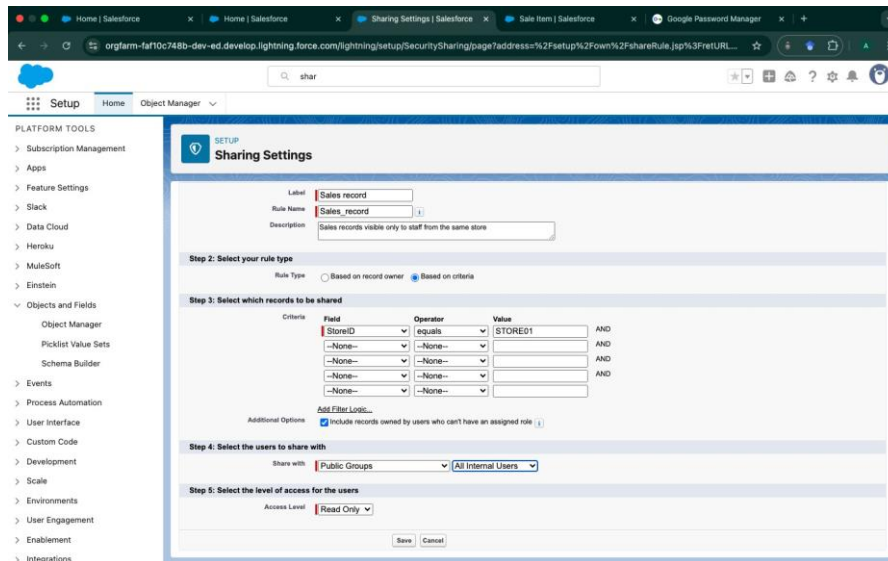 Home | Salesforce
Home | Salesforce
Sharing Settings | Salesforce
Sale Item | Salesforce
Google Password Manager
orgfarm-faf10c748b-dev-ed.develop.lightning.force.com/lightning/setup/SecuritySharing/page?address=%2Fsetup%2Fown%2FshareRule.jsp%3FretURL...
shar
Setup
Home
Object Manager
PLATFORM TOOLS
Subscription Management
Apps
Feature Settings
Slack
Data Cloud
Heroku
MuleSoft
Einstein
Objects and Fields
Object Manager
Picklist Value Sets
Schema Builder
Events
Process Automation
User Interface
Custom Code
Development
Scale
Environments
User Engagement
Enablement
Integrations
SETUP
Sharing Settings
Label Sales record
Rule Name Sales_record i
Description Sales records visible only to staff from the same store
Step 2: Select your rule type
Rule Type Based on record owner Based on criteria
Step 3: Select which records to be shared
Criteria Field Operator Value
StoreID equals STORE01 AND
--None-- --None-- AND
--None-- --None-- AND
--None-- --None-- AND
--None-- --None--
Add Filter Logic...
Additional Options Include records owned by users who can't have an assigned role i
Step 4: Select the users to share with
Share with Public Groups All Internal Users
Step 5: Select the level of access for the users
Access Level Read Only
Save Cancel